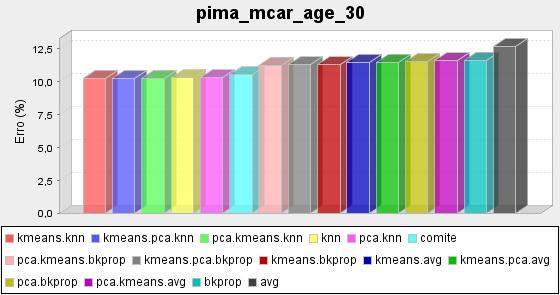 pima_mcar_age_30
Erro (%)
12,5
10,0
7,5
5,0
2,5
0,0
kmeans.knn kmeans.pca.knn pca.kmeans.knn knn pca.knn comite
pca.kmeans.bkprop kmeans.pca.bkprop kmeans.bkprop kmeans.avg kmeans.pca.avg
pca.bkprop pca.kmeans.avg bkprop avg